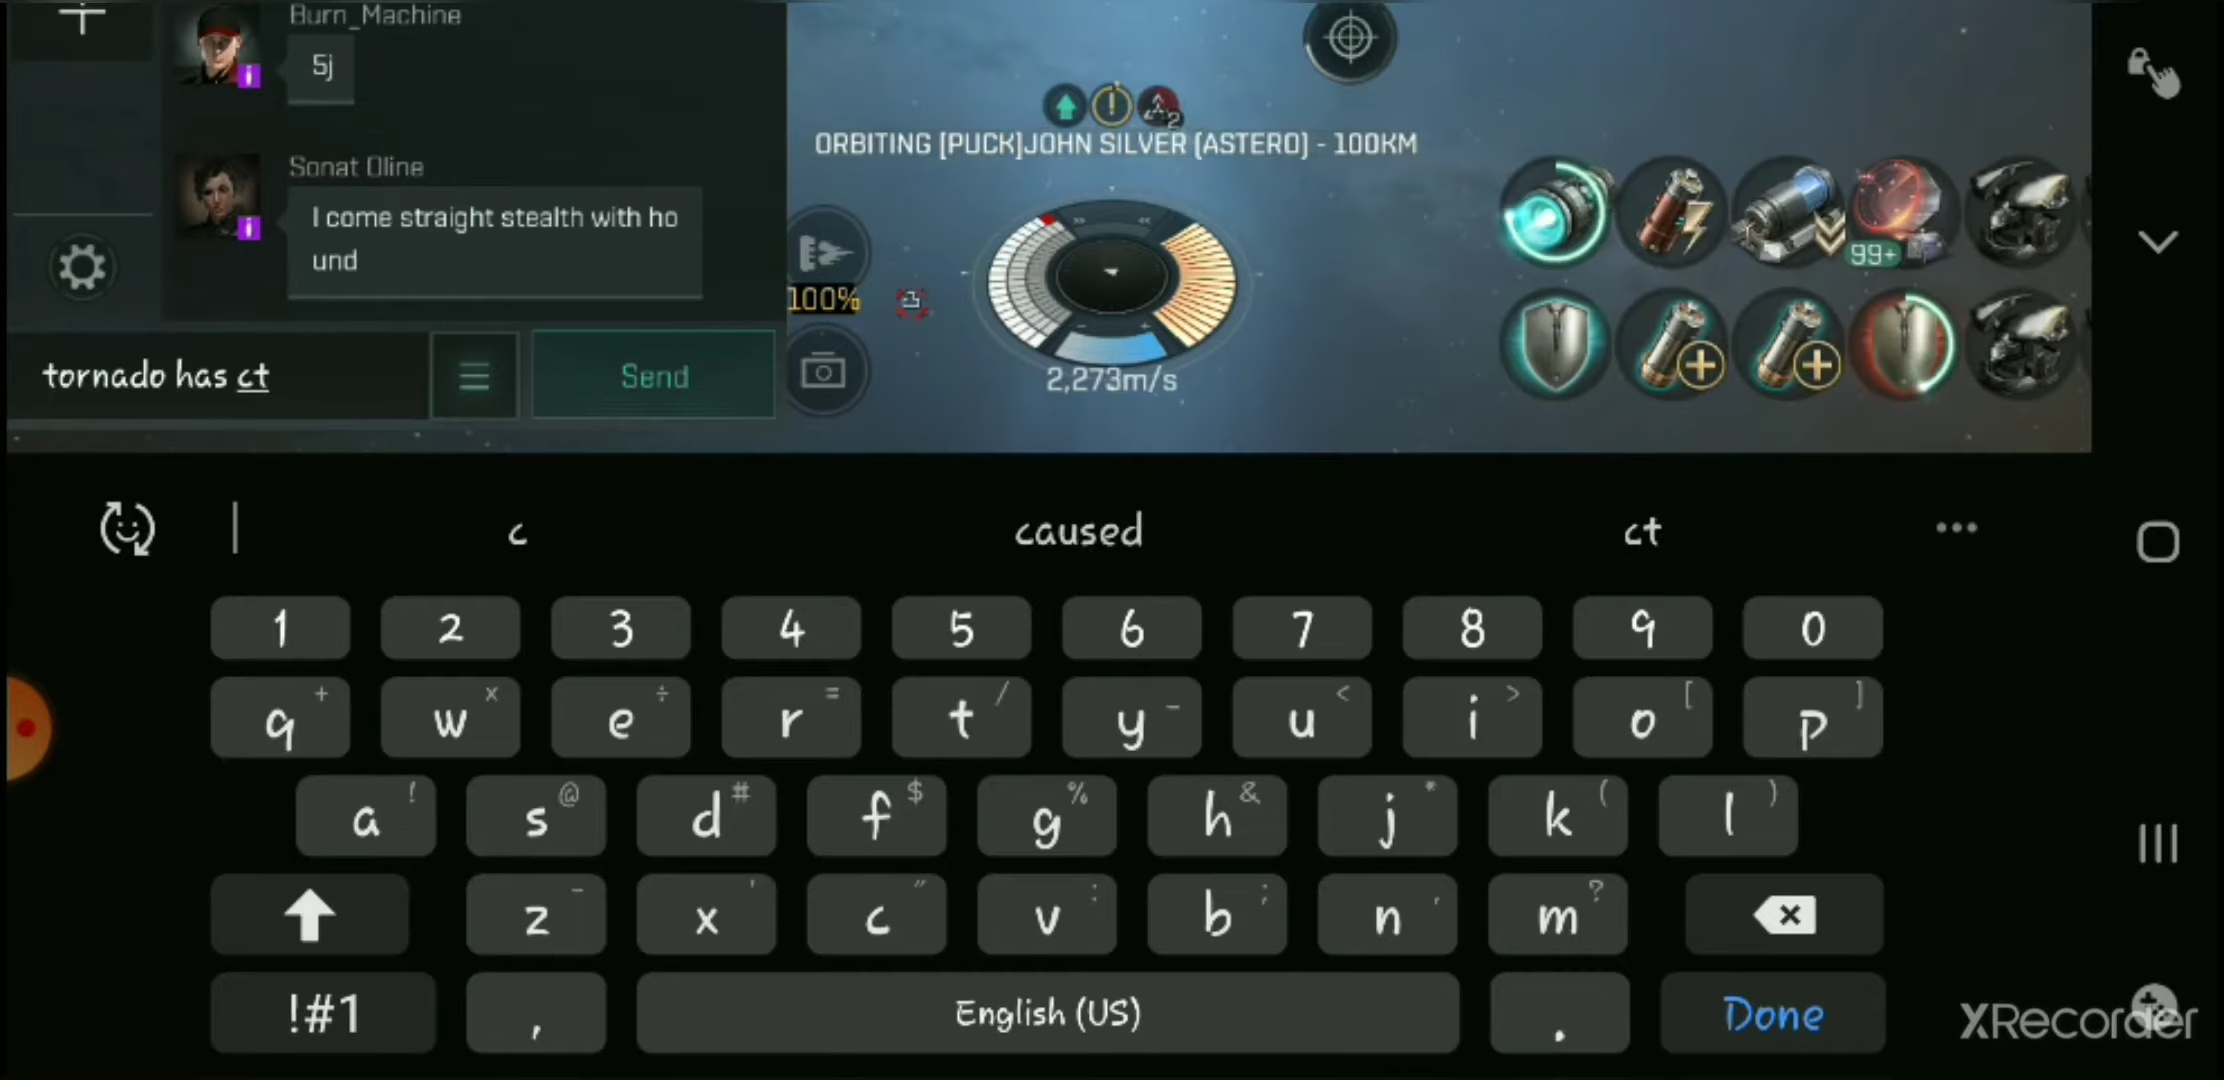 Burn_Machine
5j
Sonat Oline
I come straight stealth with ho
und
tornado has ct
Send
100%
2
ORBITING [PUCK]JOHN SILVER (ASTERO) - 100KM
2,273m/s
99+
c caused ct
1 2 3 4 5 6 7 8 9 0
+ × ÷ = / _ < > [ ]
q w e r t y u i o p
! @ # $ % & * ( )
a s d f g h j k l
- ' " : ; , ?
z x c v b n m
!#1 , English (US) . Done
XRecorder